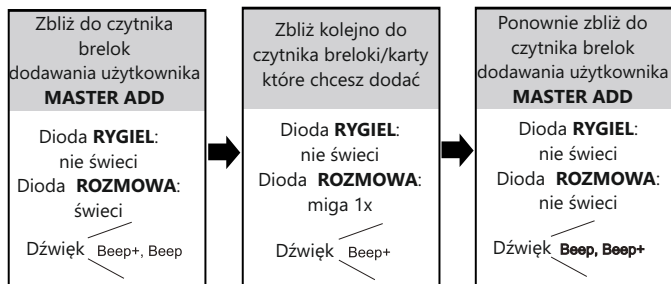 Zbliż do czytnika
brelok
dodawania użytkownika
MASTER ADD
Dioda RYGIEL:
nie świeci
Dioda ROZMOWA:
świeci
Dźwięk Beep+, Beep
Zbliż kolejno do
czytnika breloki/karty
które chcesz dodać
Dioda RYGIEL:
nie świeci
Dioda ROZMOWA:
miga 1x
Dźwięk Beep+
Ponownie zbliż do
czytnika brelok
dodawania użytkownika
MASTER ADD
Dioda RYGIEL:
nie świeci
Dioda ROZMOWA:
nie świeci
Dźwięk Beep, Beep+